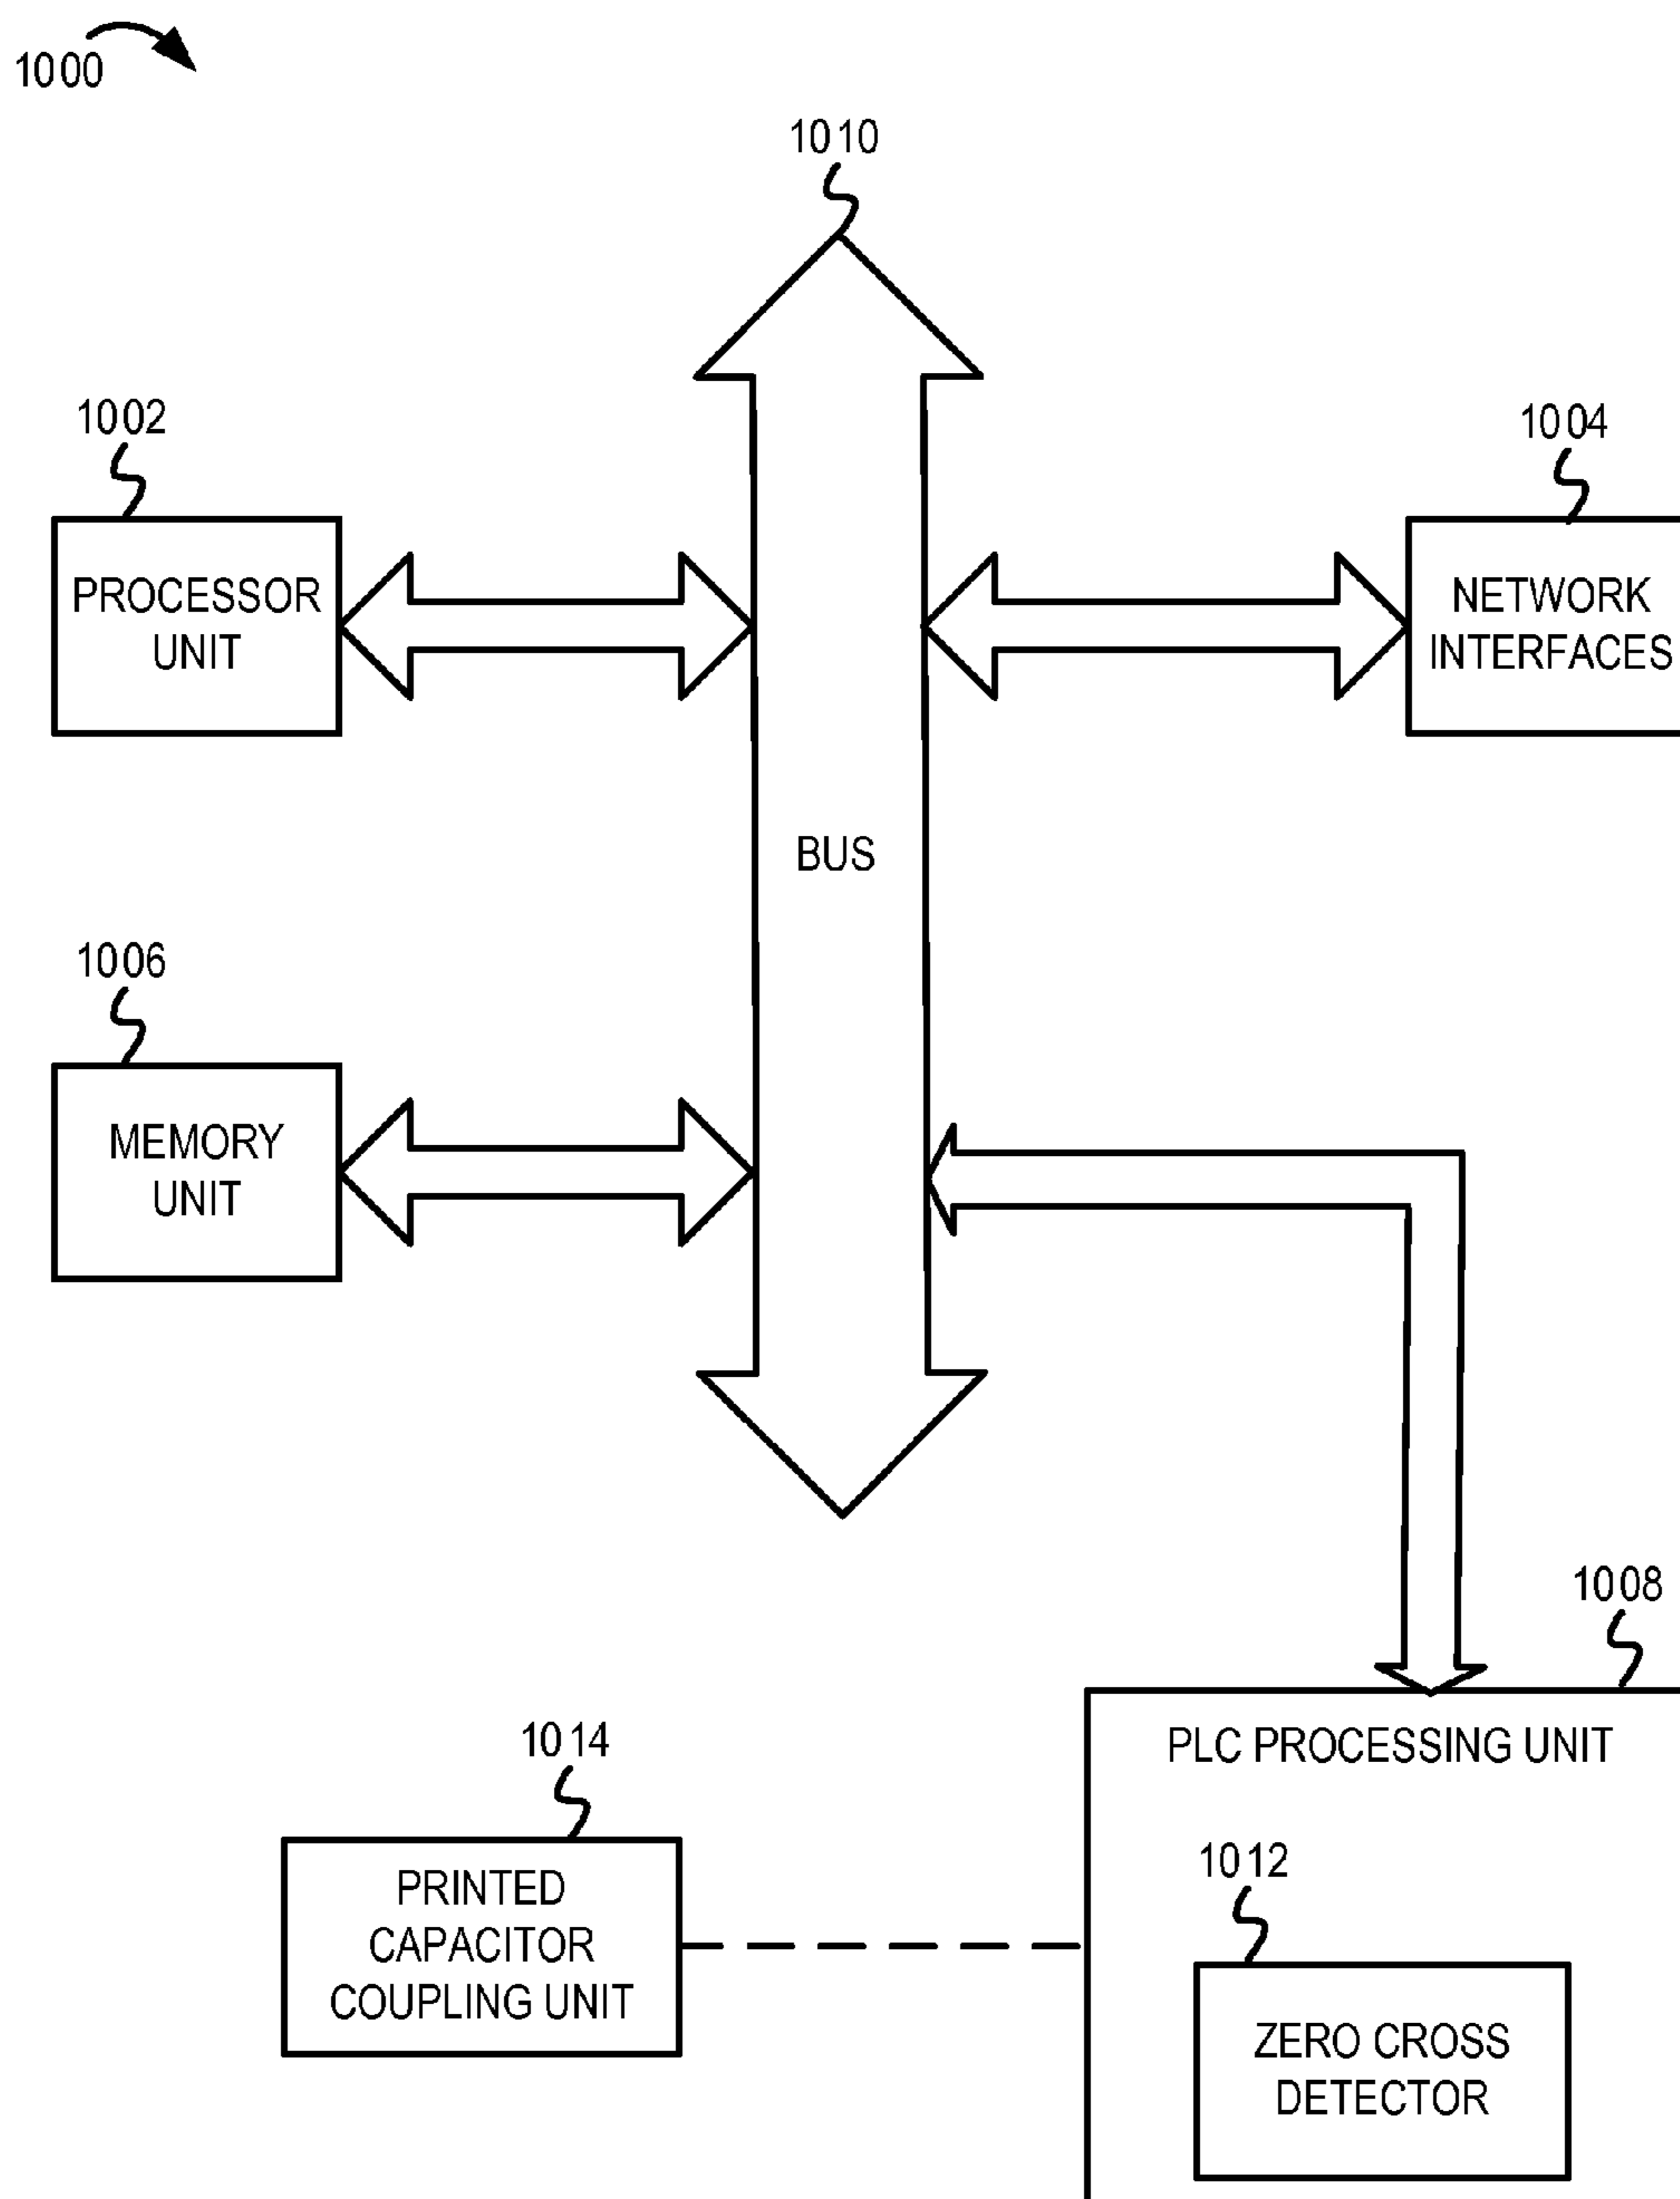 1000
1010
1002
1004
PROCESSOR
UNIT
NETWORK
INTERFACES
BUS
1006
MEMORY
UNIT
1008
PLC PROCESSING UNIT
1014
PRINTED
CAPACITOR
COUPLING UNIT
1012
ZERO CROSS
DETECTOR